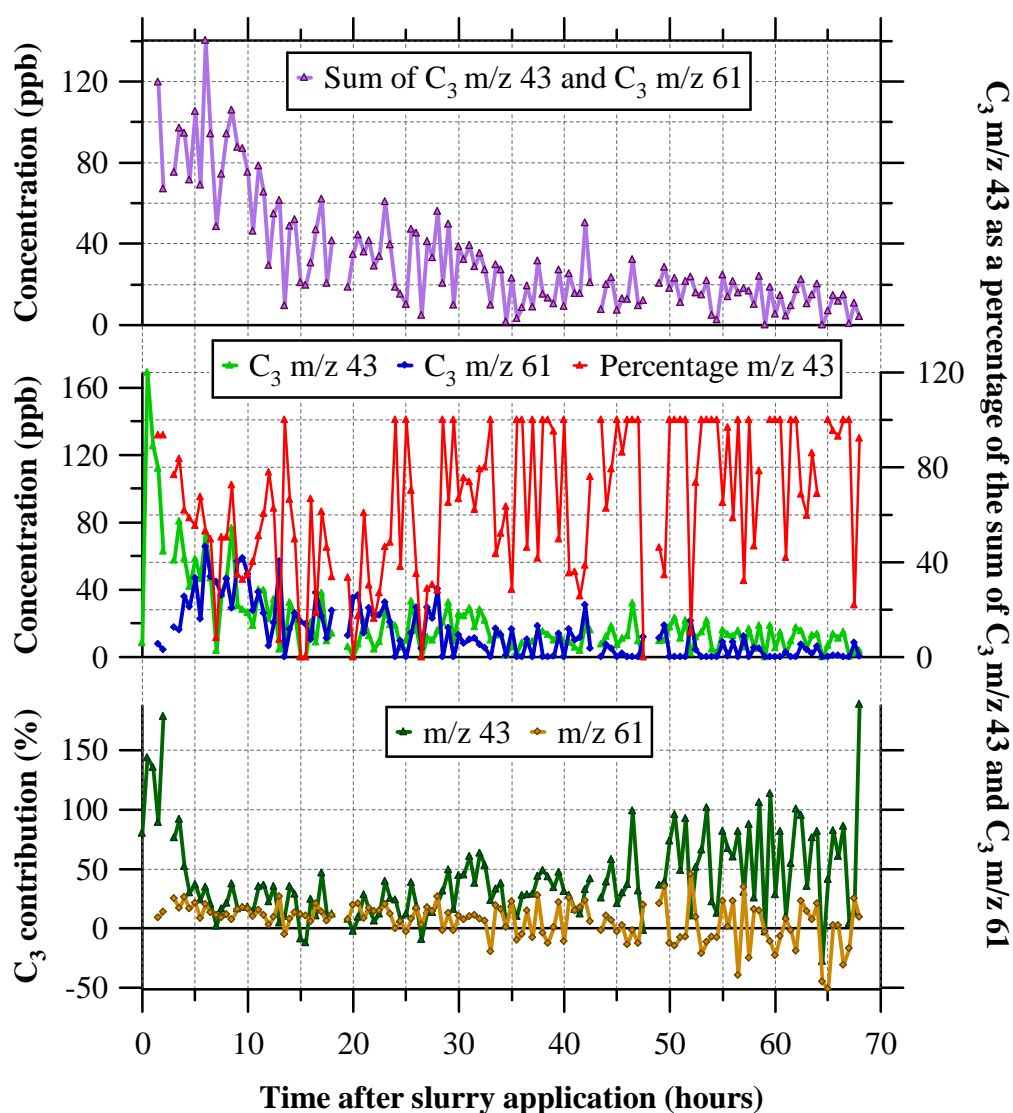 Concentration (ppb)
120
80
40
0
Sum of C₃ m/z 43 and C₃ m/z 61
Concentration (ppb)
160
120
80
40
0
C₃ m/z 43
C₃ m/z 61
Percentage m/z 43
120
80
40
0
C₃ m/z 43 as a percentage of the sum of C₃ m/z 43 and C₃ m/z 61
C₃ contribution (%)
150
100
50
0
-50
m/z 43
m/z 61
0 10 20 30 40 50 60 70
Time after slurry application (hours)